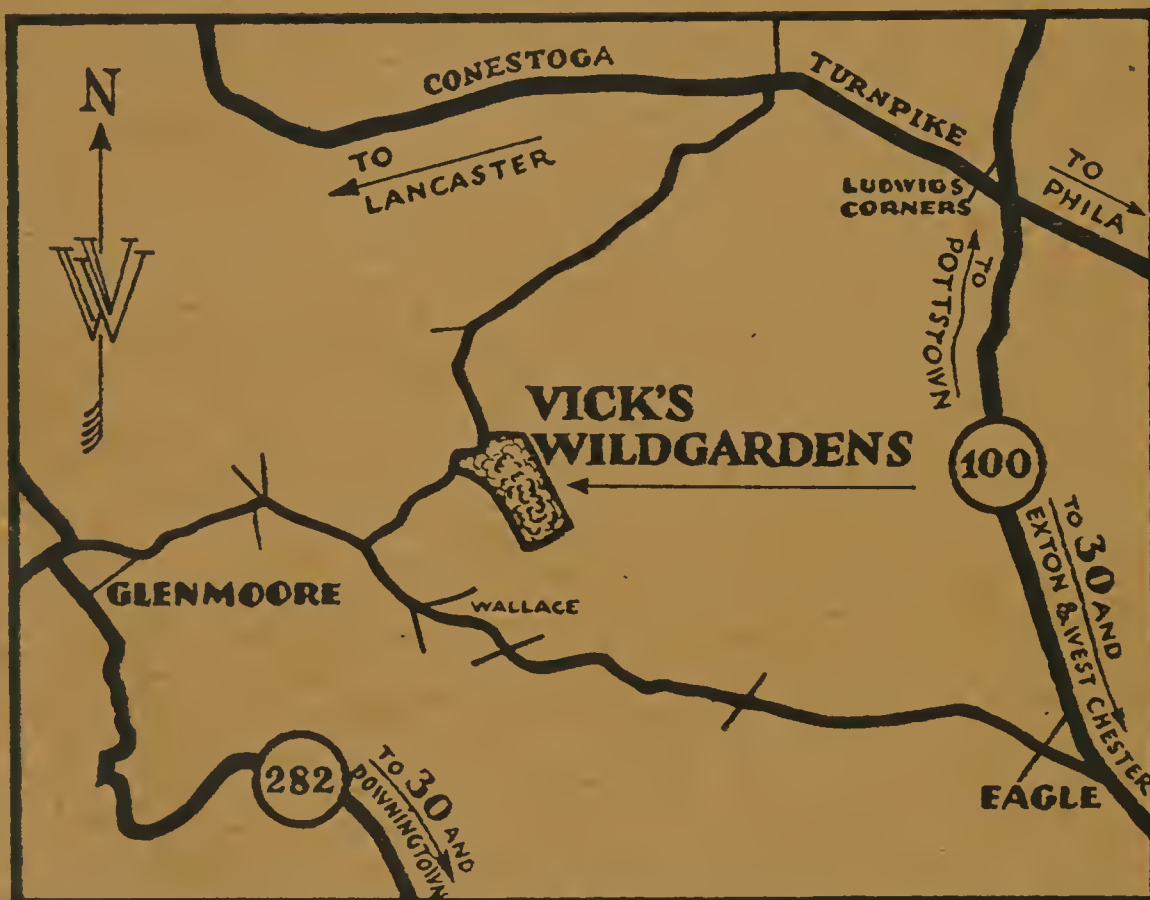 N
CONESTOGA
TURNPIKE
TO
LANCASTER
LUDWIGS
CORNERS
TO
PHILA
TO
POTTSTOWN
W
VICK'S
WILDGARDENS
100
TO 30 AND
EXTON & WEST CHESTER
GLENMOORE
WALLACE
282
TO 30 AND
DOWNINGTOWN
EAGLE